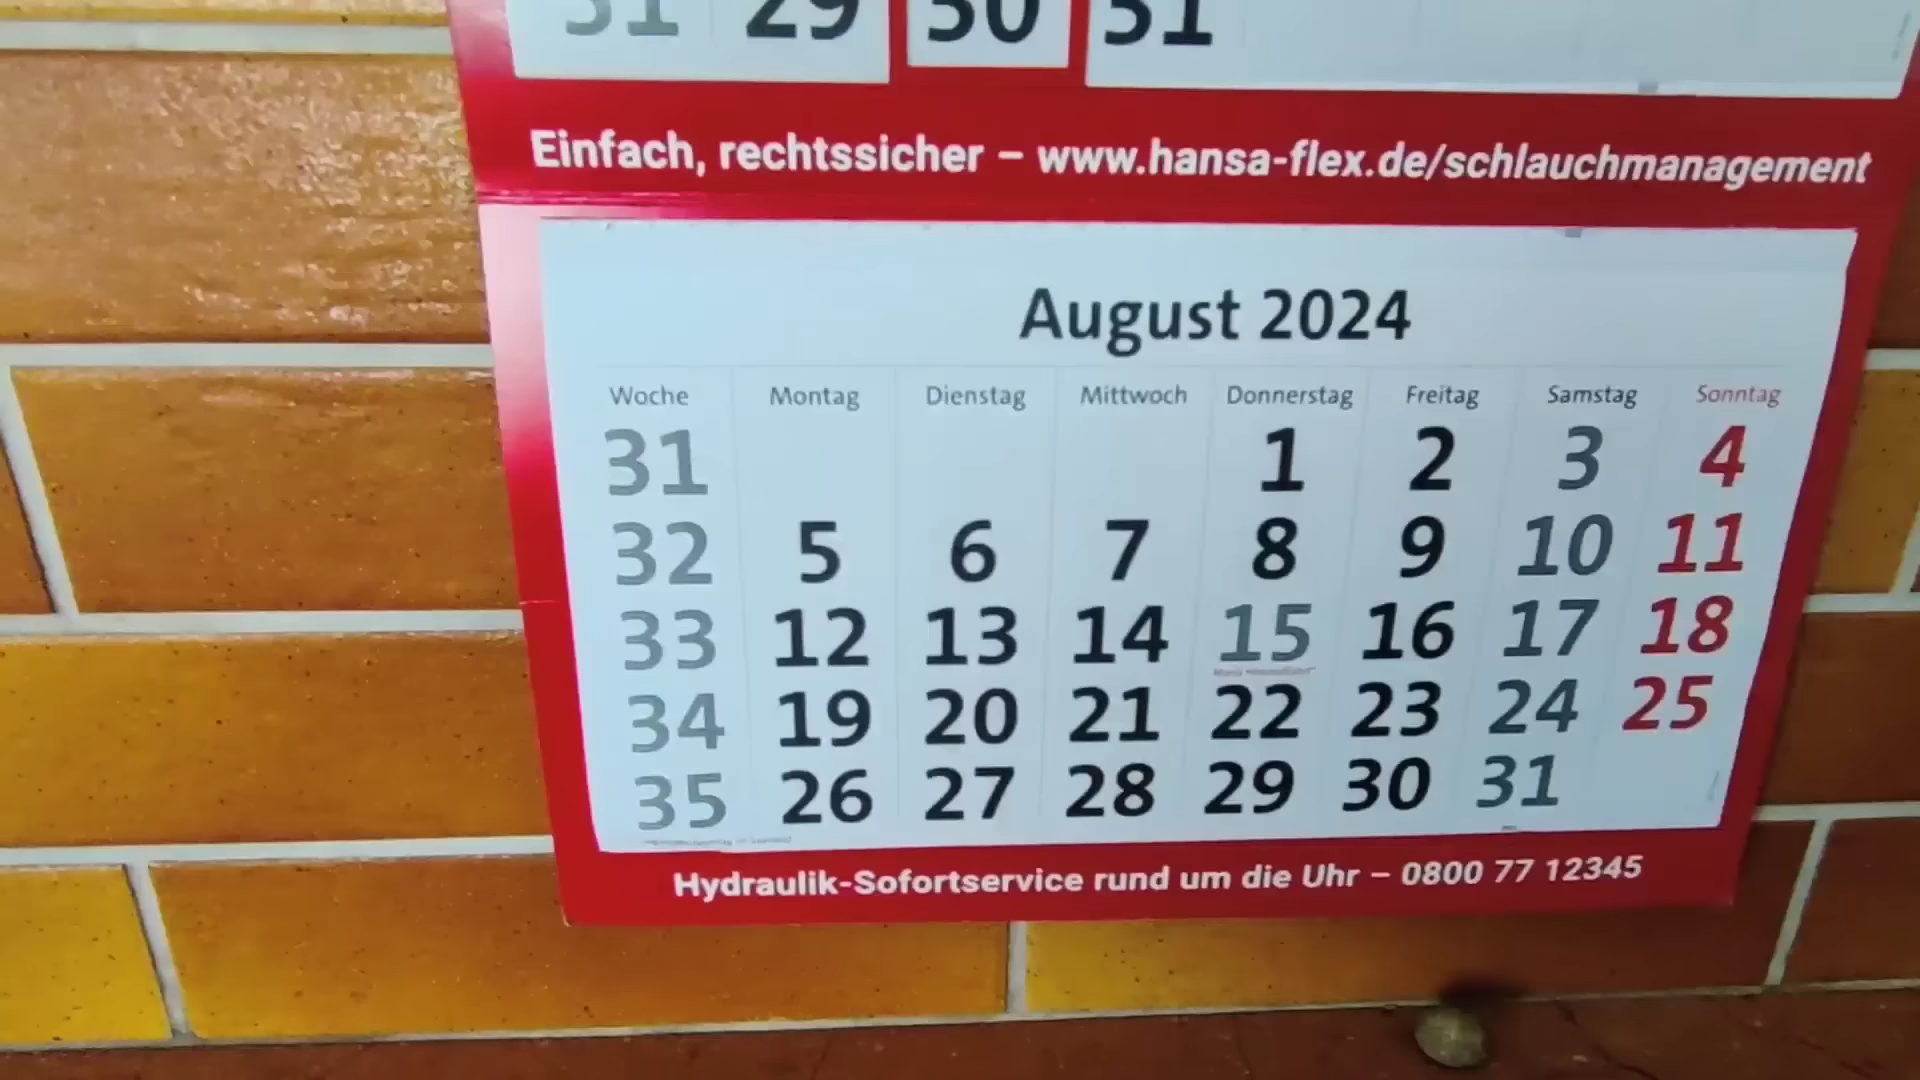 31 29 30 31
Einfach, rechtssicher – www.hansa-flex.de/schlauchmanagement
August 2024
Woche Montag Dienstag Mittwoch Donnerstag Freitag Samstag Sonntag
31 1 2 3 4
32 5 6 7 8 9 10 11
33 12 13 14 15 16 17 18
34 19 20 21 22 23 24 25
35 26 27 28 29 30 31
Hydraulik-Sofortservice rund um die Uhr – 0800 77 12345